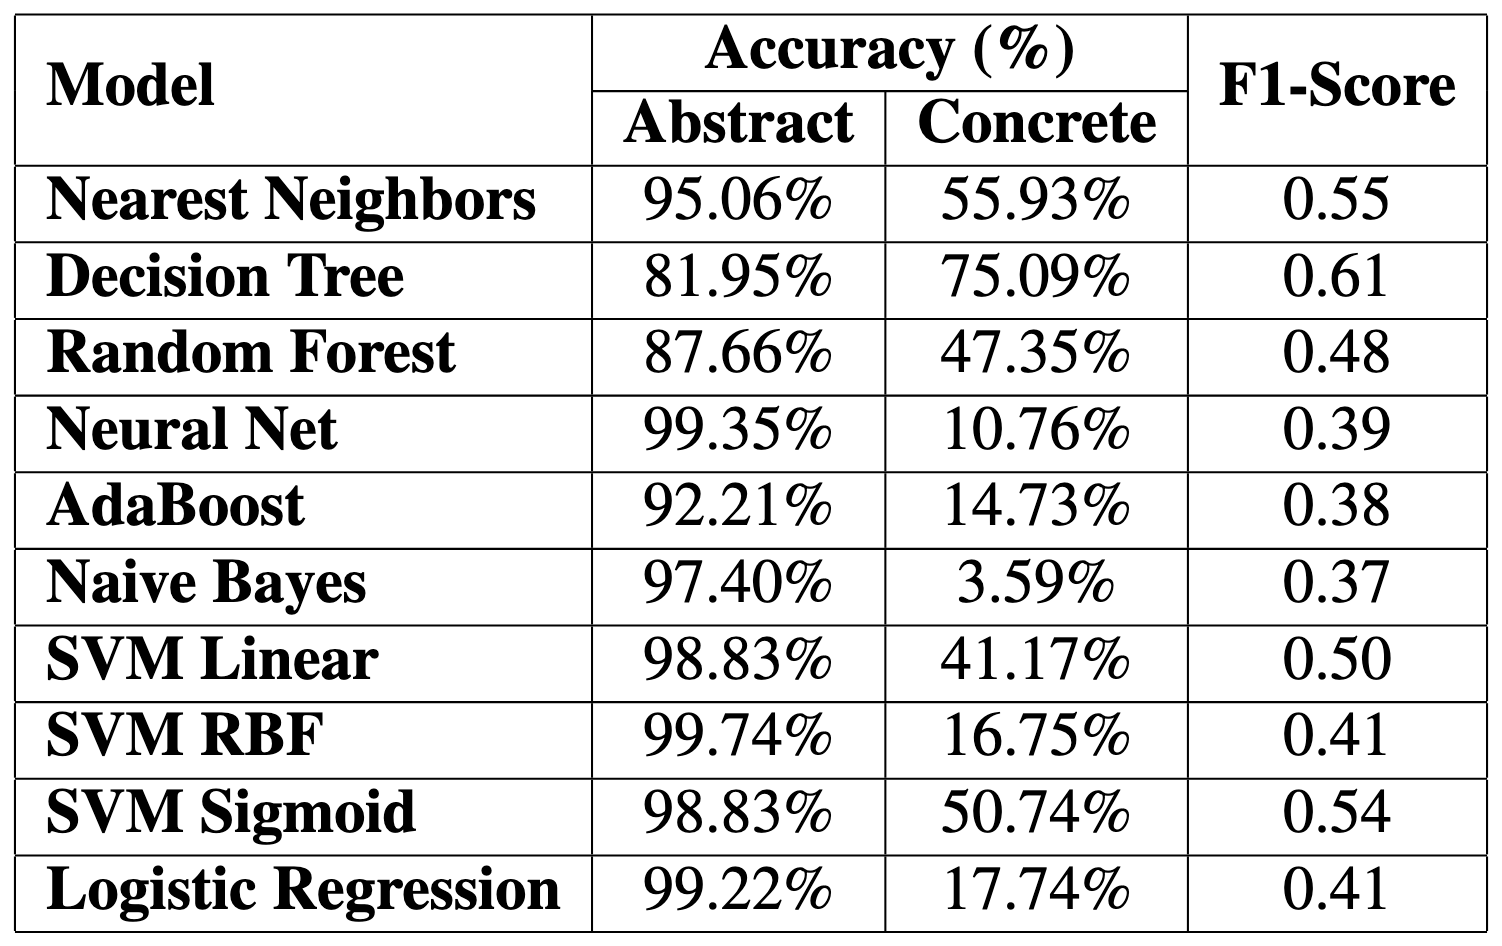 Model Accuracy (%) F1-Score
Abstract Concrete
Nearest Neighbors 95.06% 55.93% 0.55
Decision Tree 81.95% 75.09% 0.61
Random Forest 87.66% 47.35% 0.48
Neural Net 99.35% 10.76% 0.39
AdaBoost 92.21% 14.73% 0.38
Naive Bayes 97.40% 3.59% 0.37
SVM Linear 98.83% 41.17% 0.50
SVM RBF 99.74% 16.75% 0.41
SVM Sigmoid 98.83% 50.74% 0.54
Logistic Regression 99.22% 17.74% 0.41